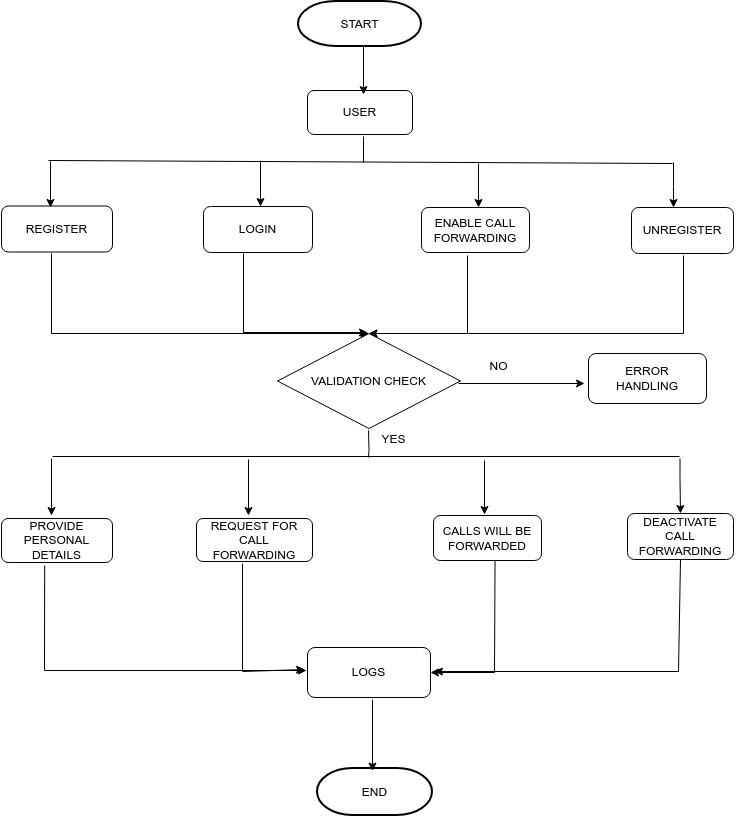 START
USER
REGISTER
LOGIN
ENABLE CALL
FORWARDING
UNREGISTER
VALIDATION CHECK
NO
ERROR
HANDLING
YES
PROVIDE
PERSONAL
DETAILS
REQUEST FOR
CALL
FORWARDING
CALLS WILL BE
FORWARDED
DEACTIVATE
CALL
FORWARDING
LOGS
END